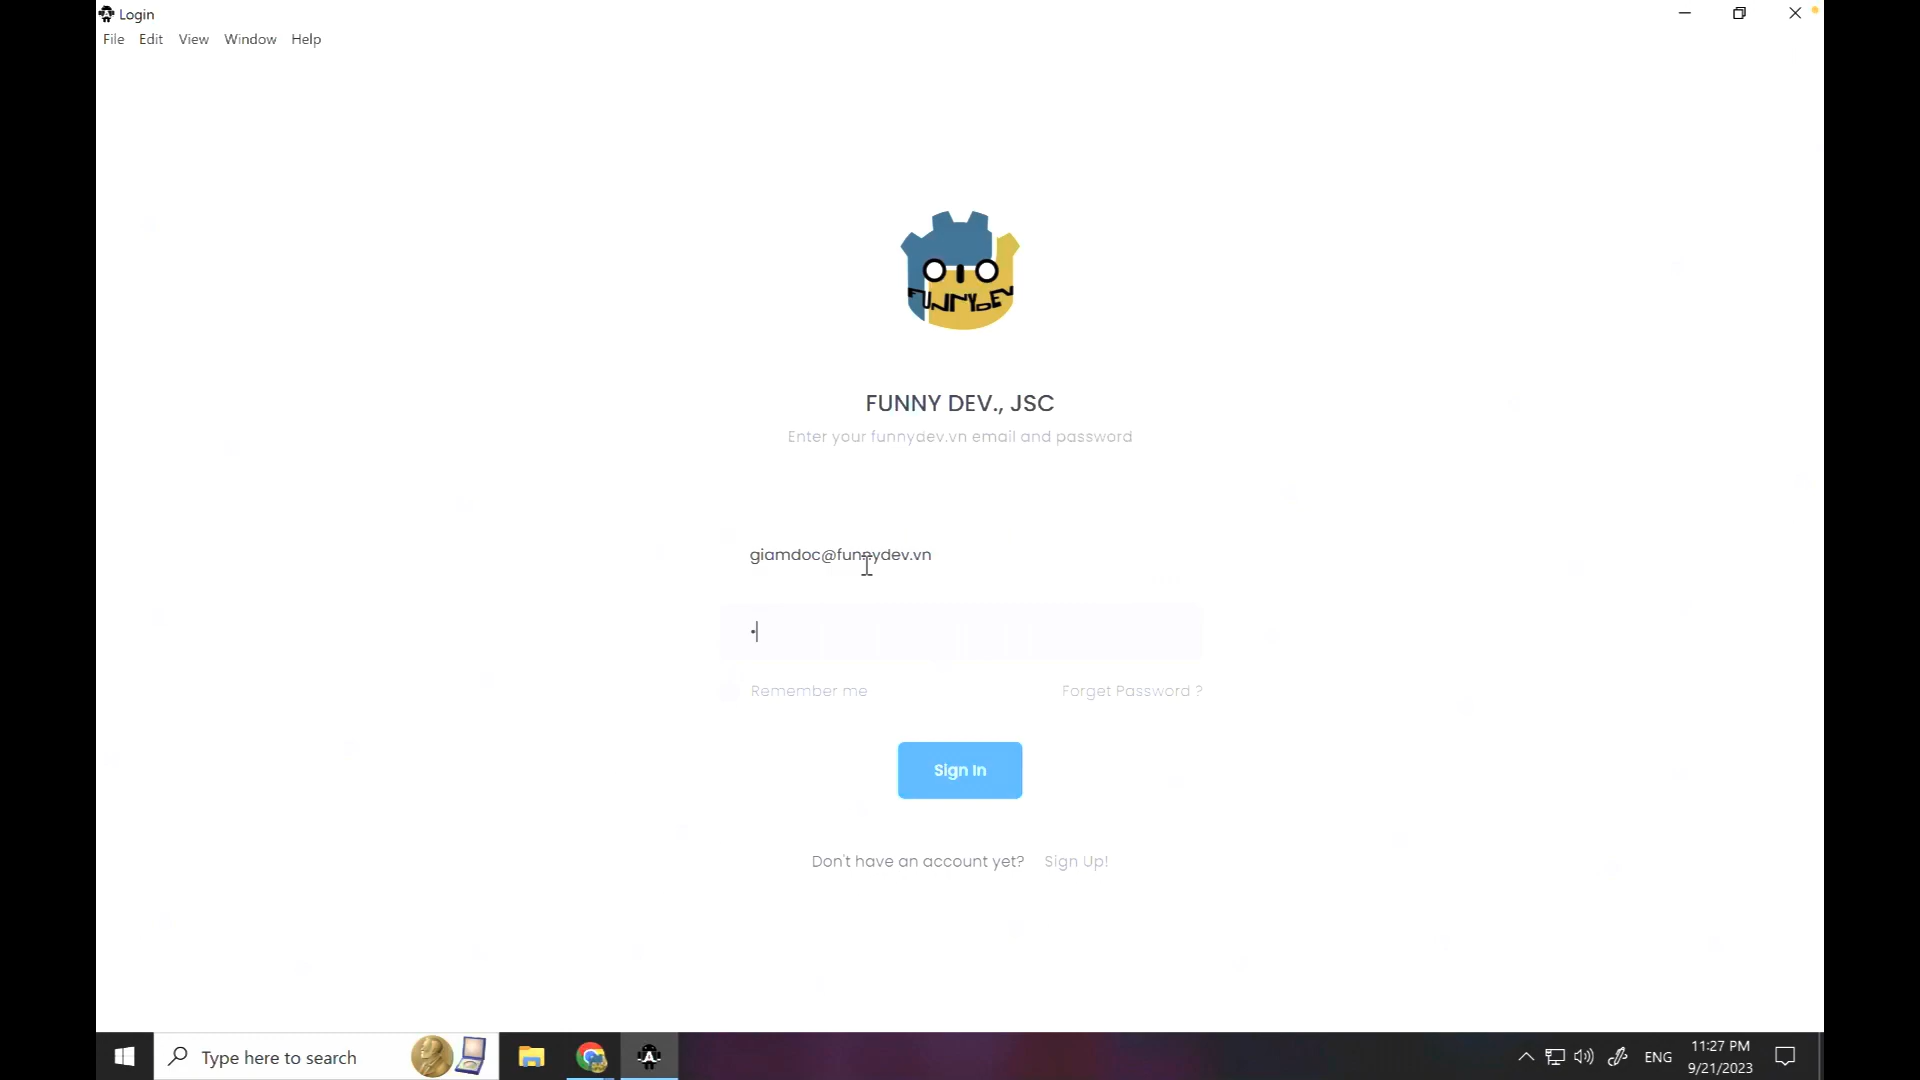 Login
File Edit View Window Help
FUNNYDEV
FUNNY DEV., JSC
Enter your funnydev.vn email and password
giamdoc@funnydev.vn
Remember me Forget Password ?
Sign In
Don't have an account yet? Sign Up!
Type here to search
ENG
11:27 PM
9/21/2023